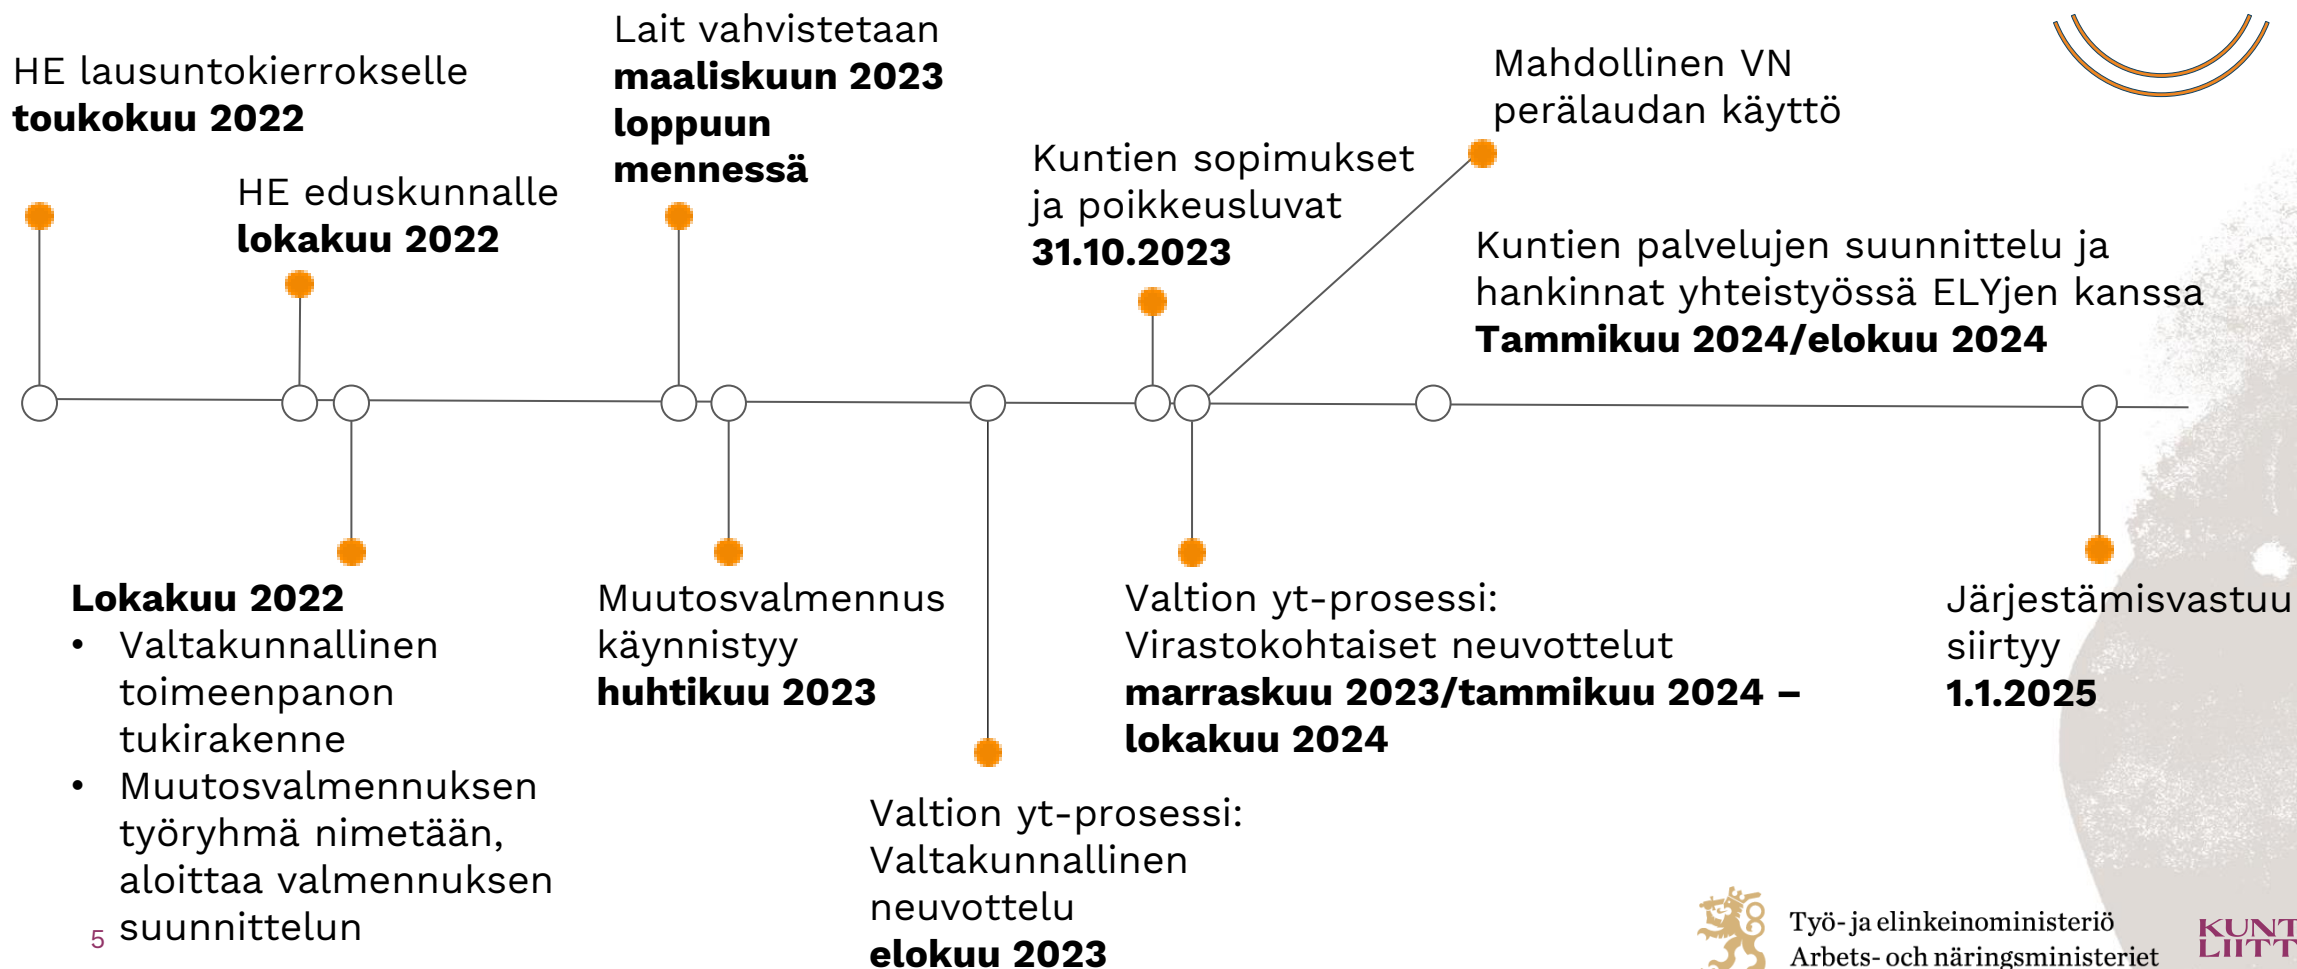 HE lausuntokierrokselle
toukokuu 2022
HE eduskunnalle
lokakuu 2022
Lait vahvistetaan
maaliskuun 2023
loppuun
mennessä
Kuntien sopimukset
ja poikkeusluvat
31.10.2023
Mahdollinen VN
perälaudan käyttö
Kuntien palvelujen suunnittelu ja
hankinnat yhteistyössä ELYjen kanssa
Tammikuu 2024/elokuu 2024
Lokakuu 2022
• Valtakunnallinen
toimeenpanon
tukirakenne
• Muutosvalmennuksen
työryhmä nimetään,
aloittaa valmennuksen
suunnittelun
Muutosvalmennus
käynnistyy
huhtikuu 2023
Valtion yt-prosessi:
Valtakunnallinen
neuvottelu
elokuu 2023
Valtion yt-prosessi:
Virastokohtaiset neuvottelut
marraskuu 2023/tammikuu 2024 –
lokakuu 2024
Järjestämisvastuu
siirtyy
1.1.2025
5
Työ- ja elinkeinoministeriö
Arbets- och näringsministeriet
KUNT
LIITT